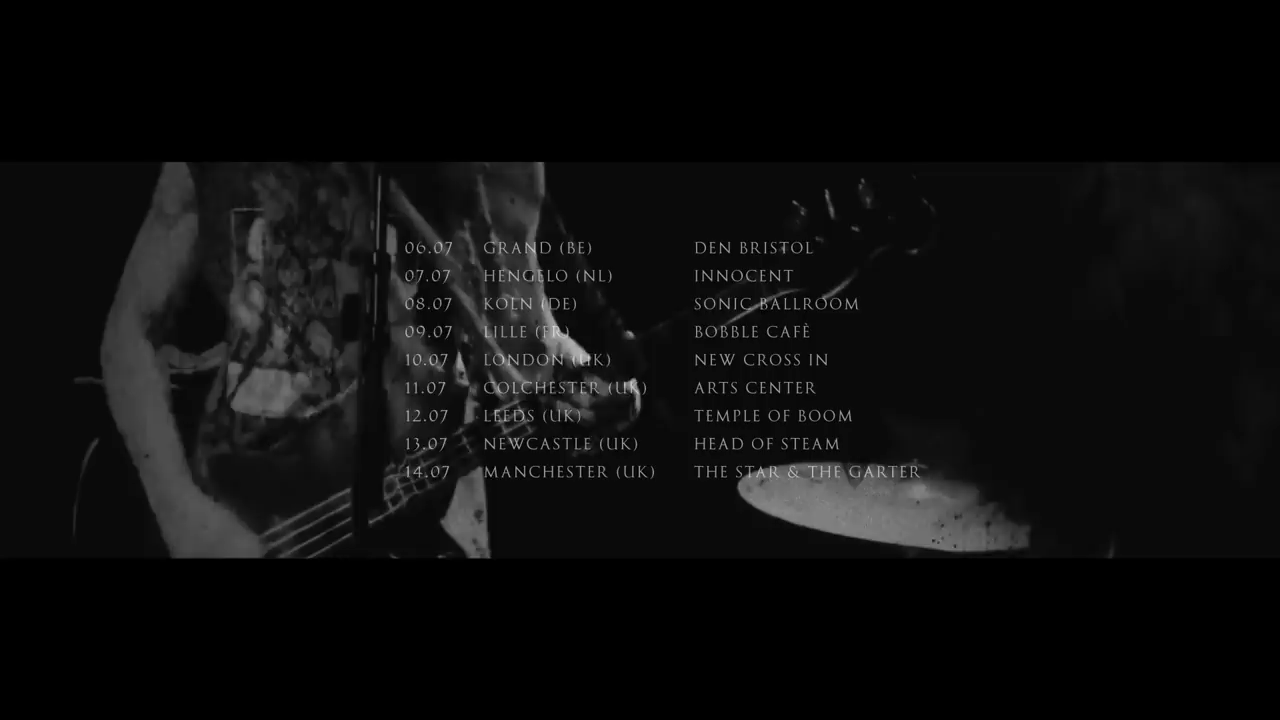 06.07 GRAND (BE) DEN BRISTOL
07.07 HENGELO (NL) INNOCENT
08.07 KOLN (DE) SONIC BALLROOM
09.07 LILLE (FR) BOBBLE CAFÈ
10.07 LONDON (UK) NEW CROSS IN
11.07 COLCHESTER (UK) ARTS CENTER
12.07 LEEDS (UK) TEMPLE OF BOOM
13.07 NEWCASTLE (UK) HEAD OF STEAM
14.07 MANCHESTER (UK) THE STAR & THE GARTER